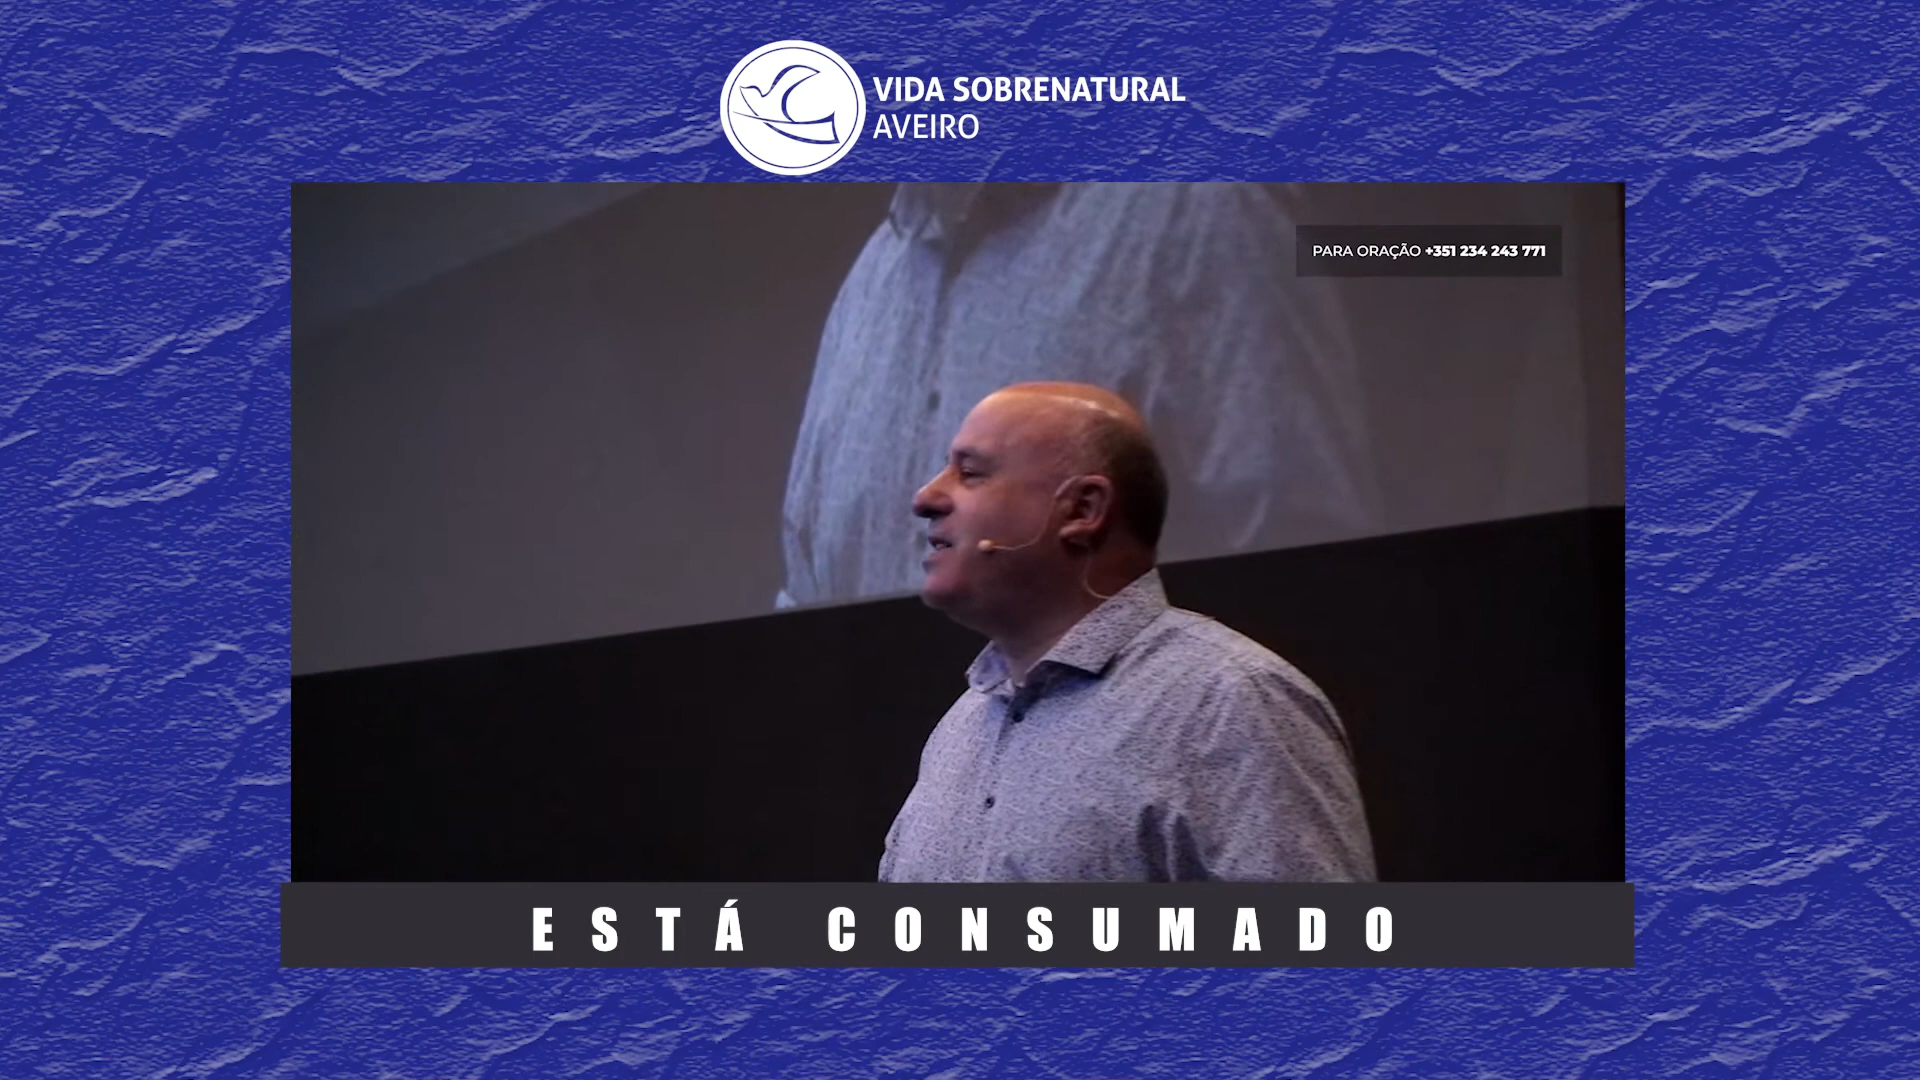 VIDA SOBRENATURAL
AVEIRO
PARA ORAÇÃO +351 234 243 771
ESTÁ CONSUMADO